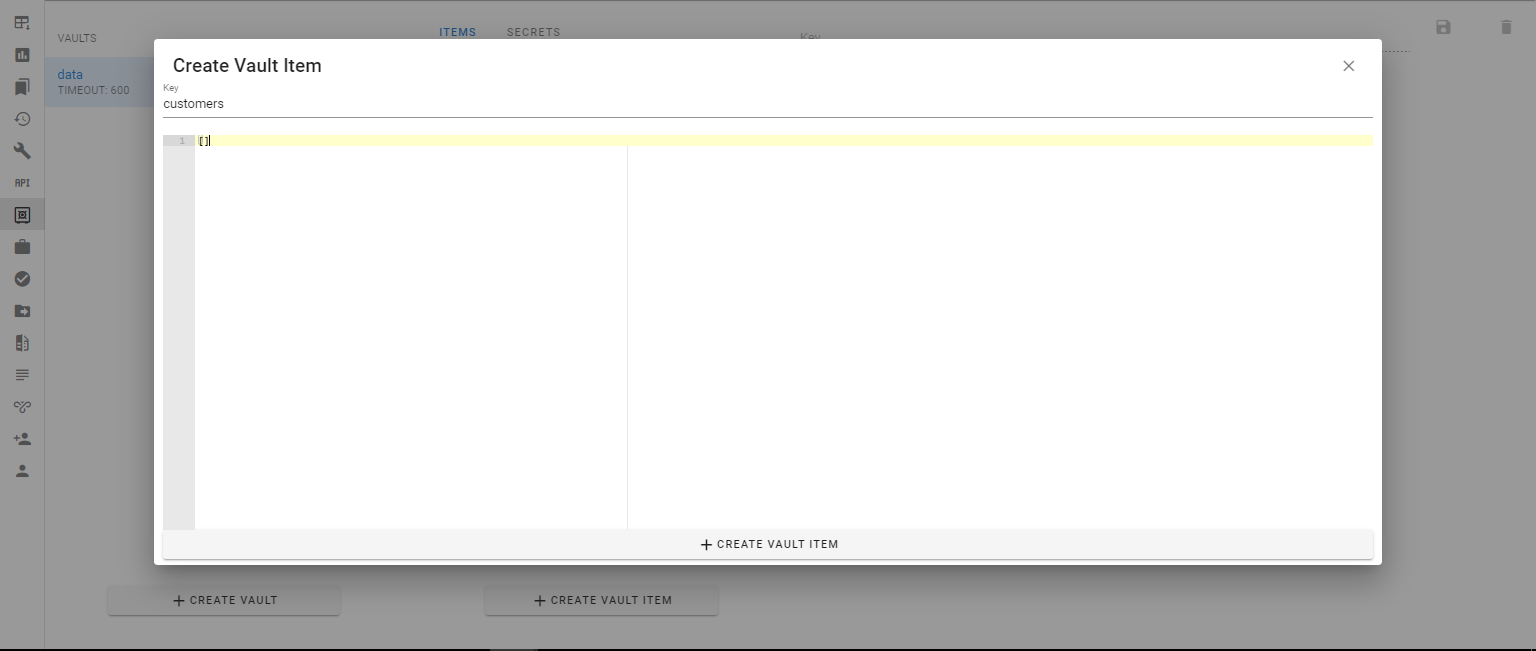 VAULTS
ITEMS
SECRETS
Key
data
TIMEOUT: 600
API
Create Vault Item
Key
customers
1
[]
CREATE VAULT ITEM
CREATE VAULT
CREATE VAULT ITEM